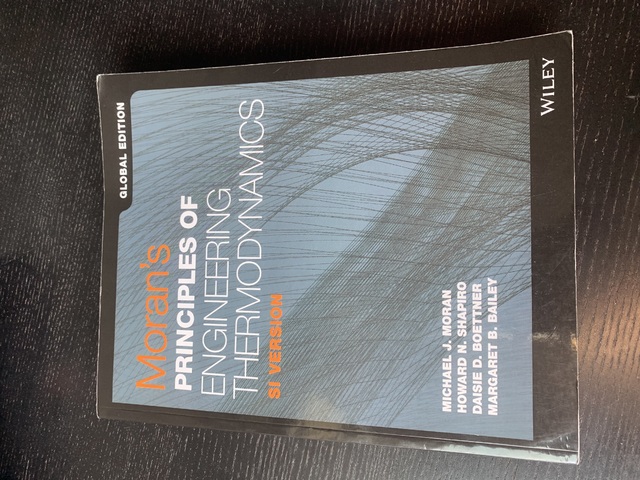 GLOBAL EDITION
Moran's
PRINCIPLES OF
ENGINEERING
THERMODYNAMICS
SI VERSION
MICHAEL J. MORAN
HOWARD N. SHAPIRO
DAISIE D. BOETTNER
MARGARET B. BAILEY
WILEY